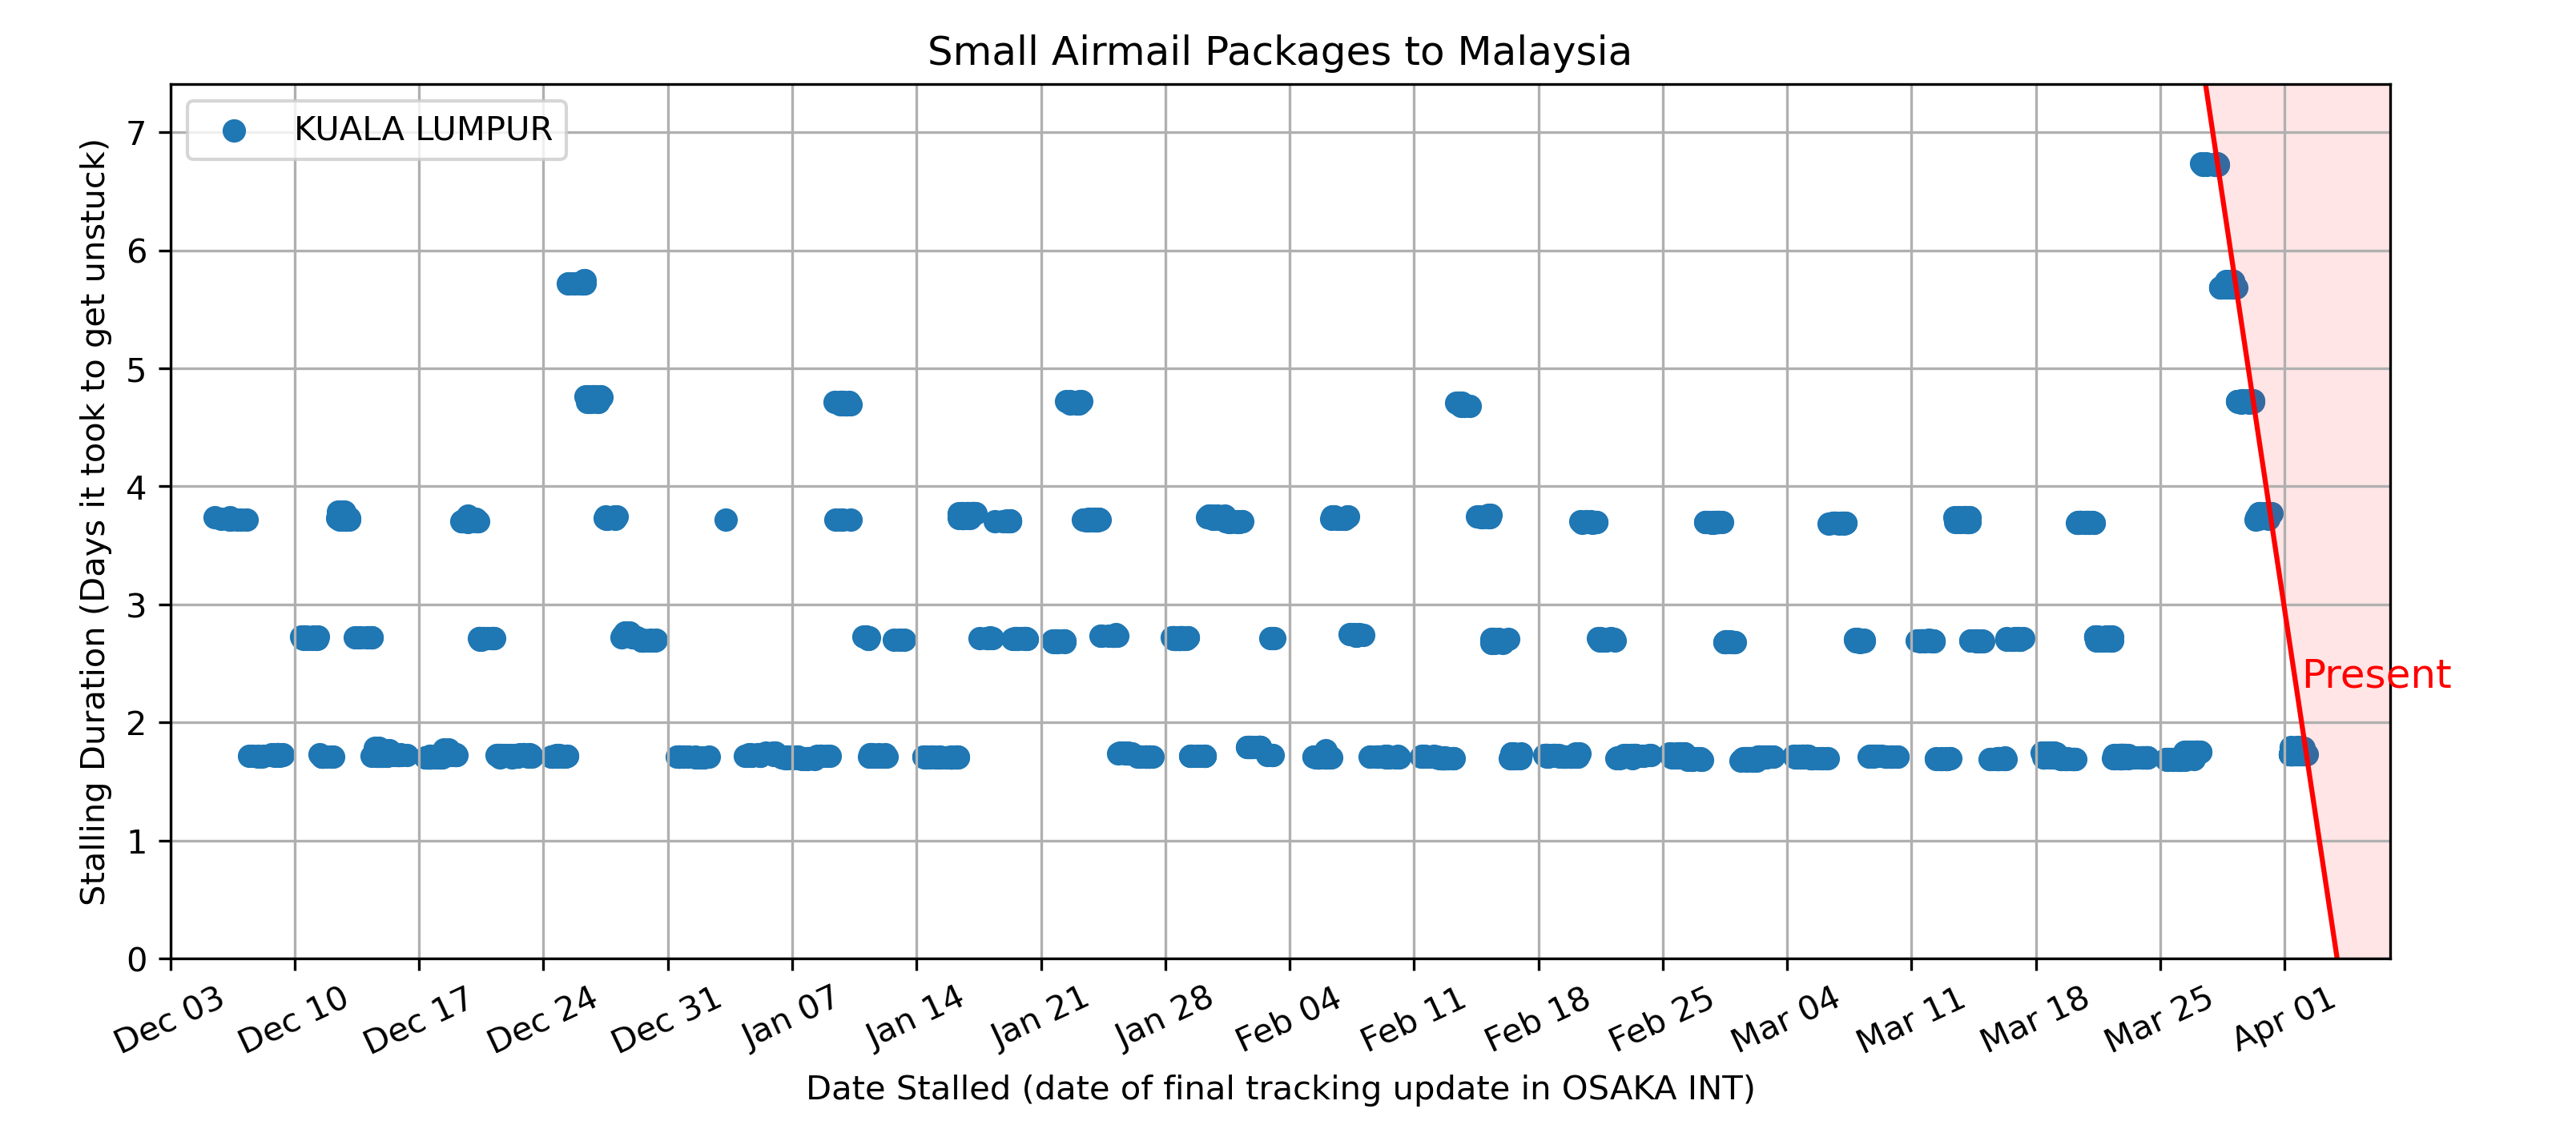 Small Airmail Packages to Malaysia
KUALA LUMPUR
Stalling Duration (Days it took to get unstuck)
7
6
5
4
3
2
1
0
Present
Dec 03
Dec 10
Dec 17
Dec 24
Dec 31
Jan 07
Jan 14
Jan 21
Jan 28
Feb 04
Feb 11
Feb 18
Feb 25
Mar 04
Mar 11
Mar 18
Mar 25
Apr 01
Date Stalled (date of final tracking update in OSAKA INT)